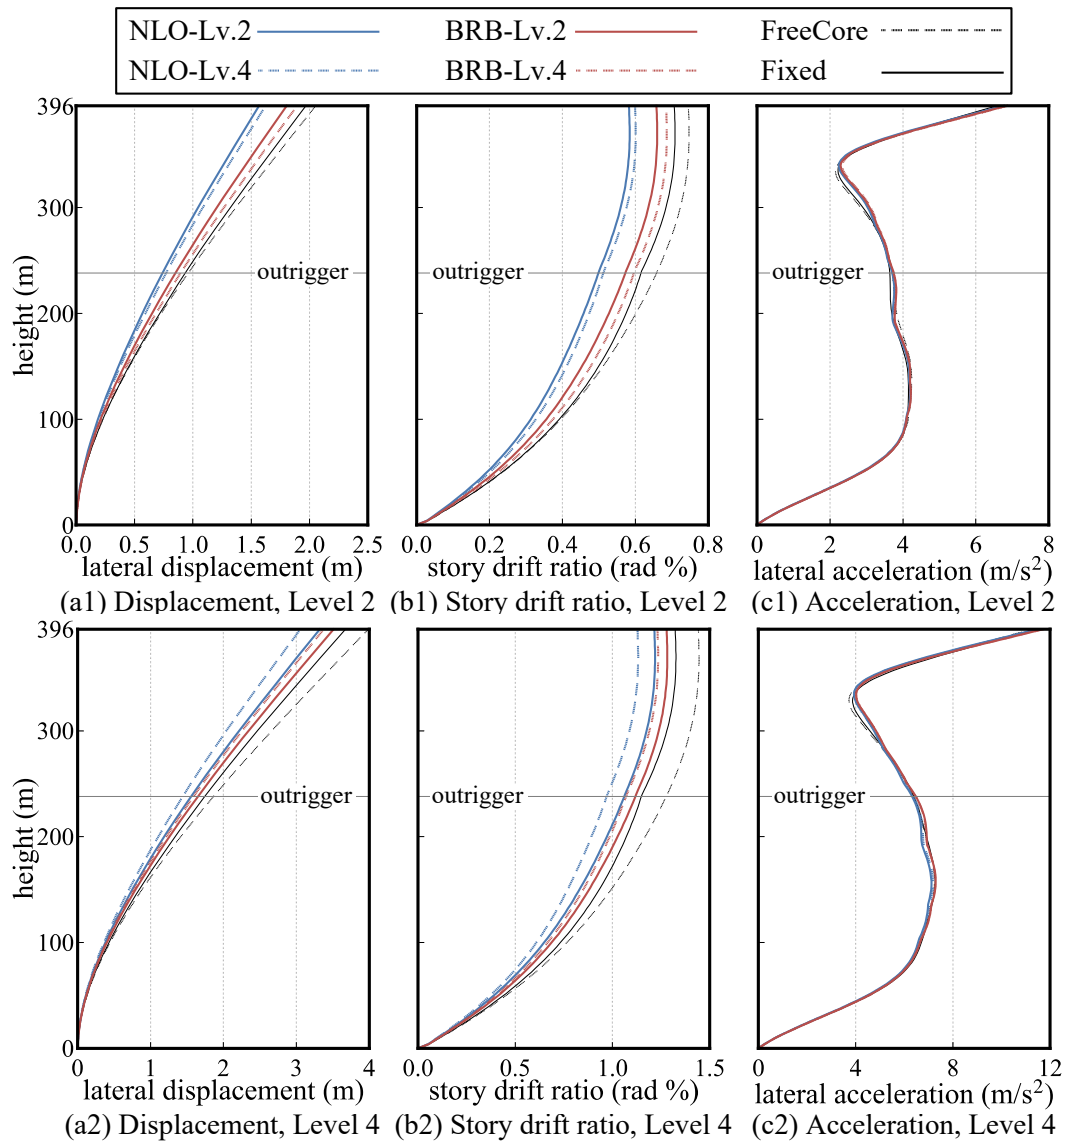 NLO-Lv.2 BRB-Lv.2 FreeCore
NLO-Lv.4 BRB-Lv.4 Fixed
396
300
200
100
0
height (m)
outrigger
0.0 0.5 1.0 1.5 2.0 2.5
lateral displacement (m)
(a1) Displacement, Level 2
outrigger
0 0.2 0.4 0.6 0.8
story drift ratio (rad %)
(b1) Story drift ratio, Level 2
outrigger
0 4 8
lateral acceleration (m/s²)
(c1) Acceleration, Level 2
396
300
200
100
0
height (m)
outrigger
0 1 2 3 4
lateral displacement (m)
(a2) Displacement, Level 4
outrigger
0.0 0.5 1.0 1.5
story drift ratio (rad %)
(b2) Story drift ratio, Level 4
outrigger
0 4 8 12
lateral acceleration (m/s²)
(c2) Acceleration, Level 4